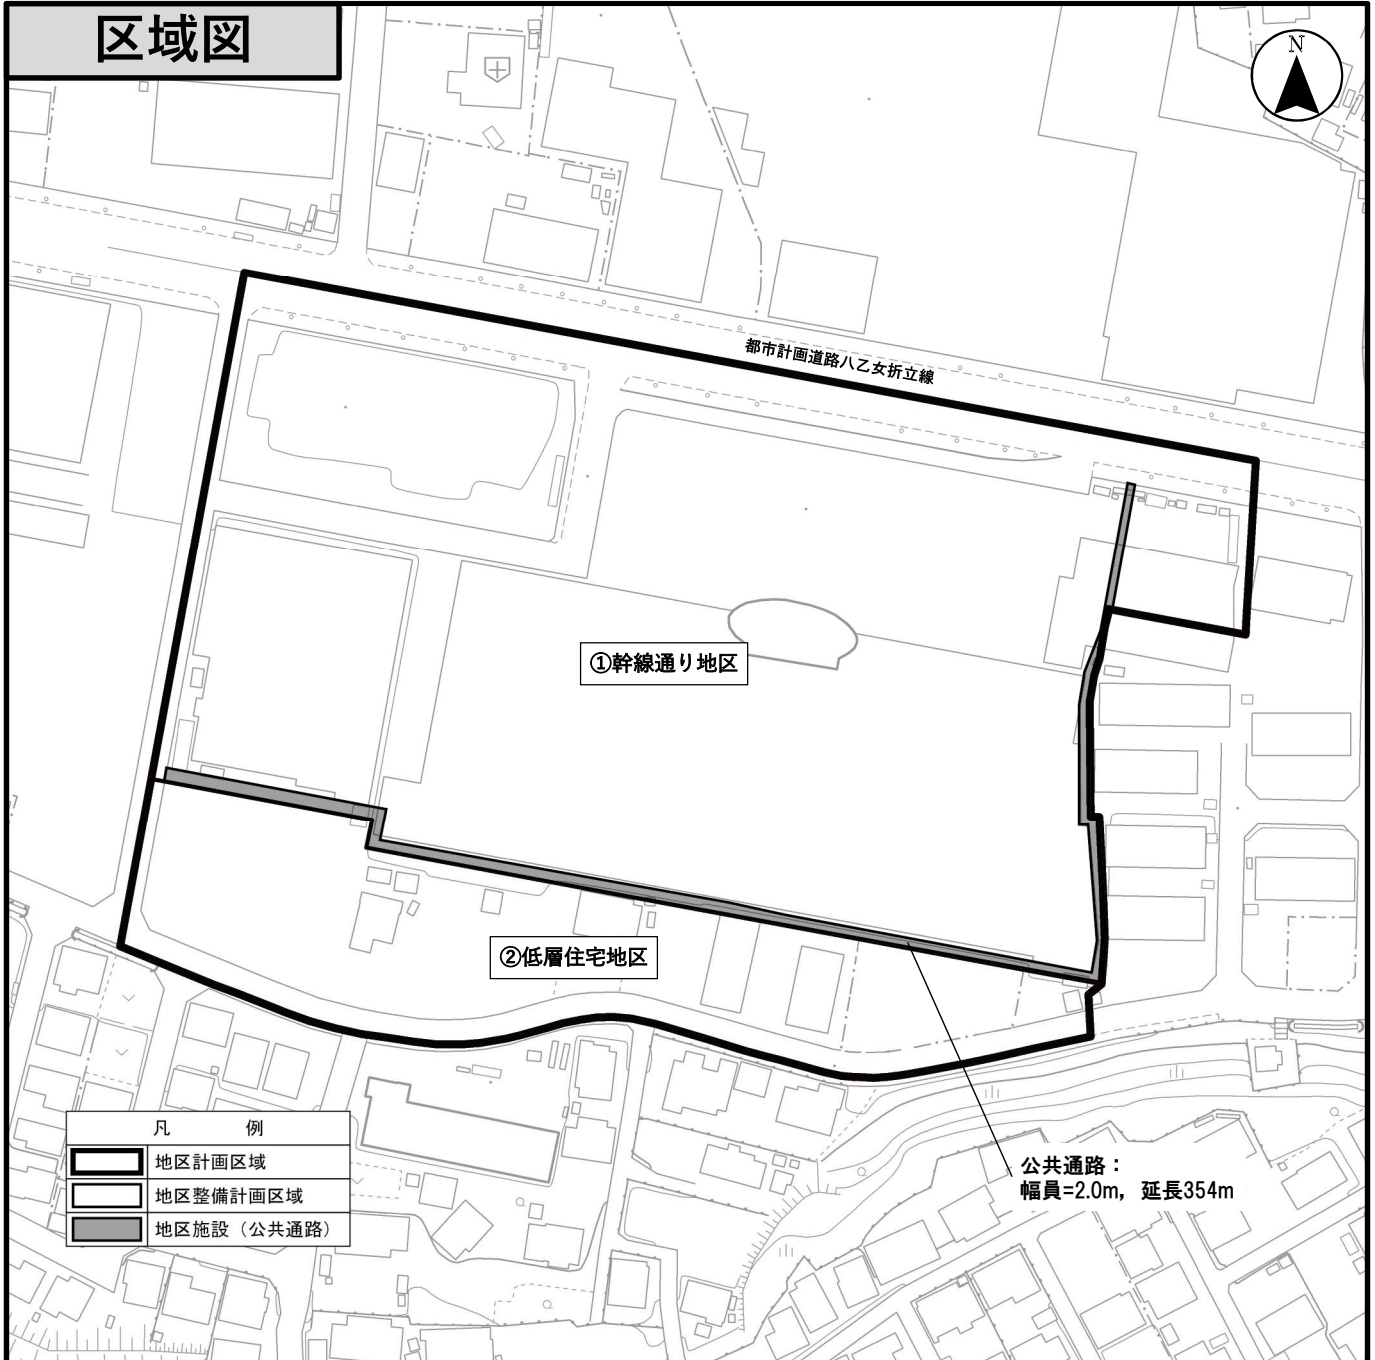 区域図
N
都市計画道路八乙女折立線
①幹線通り地区
②低層住宅地区
公共通路:
幅員=2.0m, 延長354m
凡 例
地区計画区域
地区整備計画区域
地区施設(公共通路)